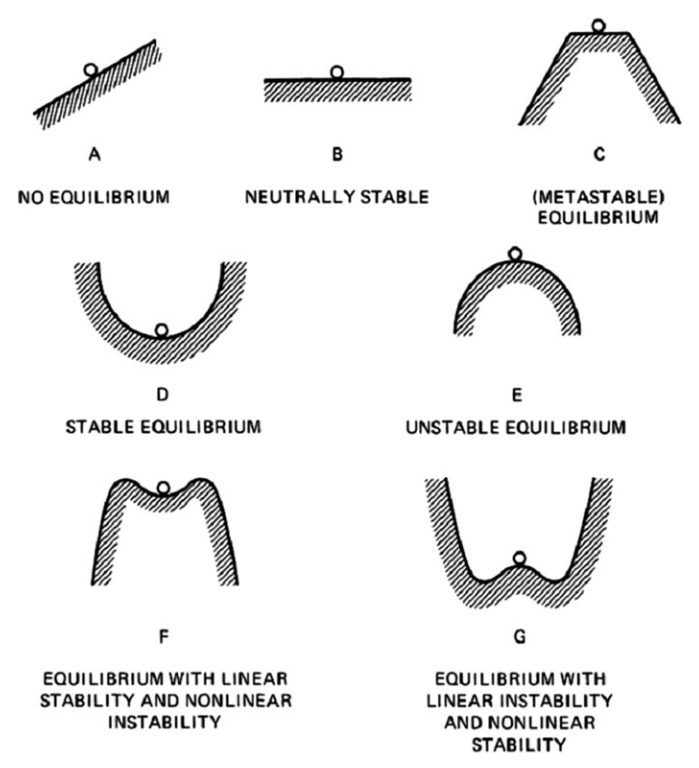 A
B
C
NO EQUILIBRIUM
NEUTRALLY STABLE
(METASTABLE)
EQUILIBRIUM
D
E
STABLE EQUILIBRIUM
UNSTABLE EQUILIBRIUM
F
G
EQUILIBRIUM WITH LINEAR
STABILITY AND NONLINEAR
INSTABILITY
EQUILIBRIUM WITH
LINEAR INSTABILITY
AND NONLINEAR
STABILITY